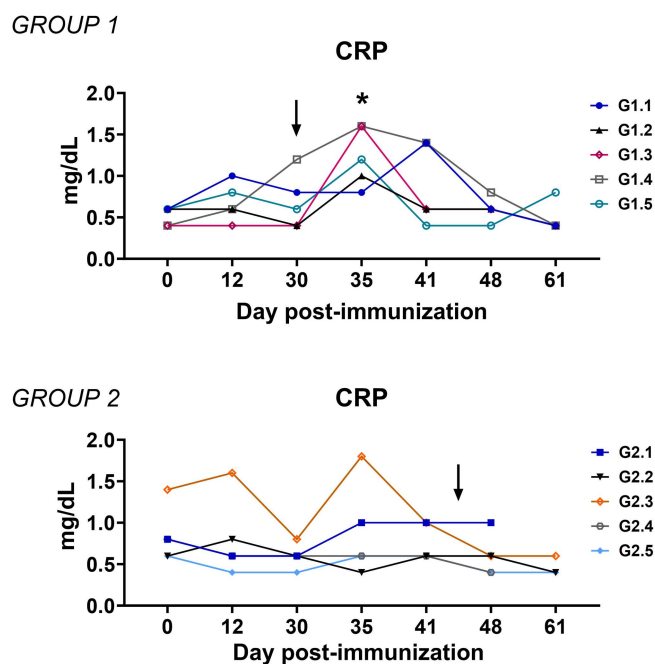 GROUP 1
CRP
*
2.0
1.5
1.0
0.5
0.0
mg/dL
0 12 30 35 41 48 61
Day post-immunization
G1.1
G1.2
G1.3
G1.4
G1.5
GROUP 2
CRP
2.0
1.5
1.0
0.5
0.0
mg/dL
0 12 30 35 41 48 61
Day post-immunization
G2.1
G2.2
G2.3
G2.4
G2.5